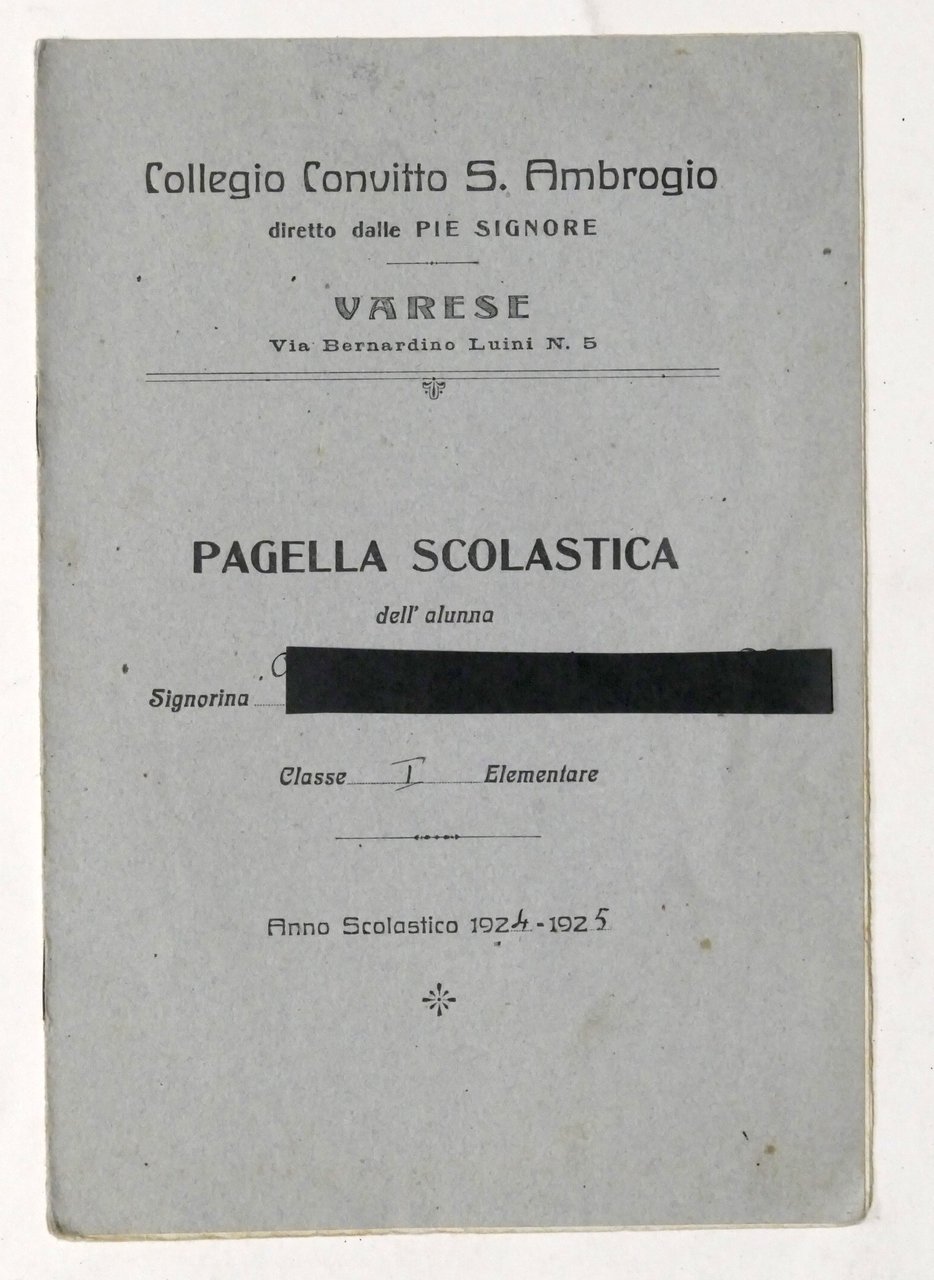 Collegio Convitto S. Ambrogio
diretto dalle PIE SIGNORE
VARESE
Via Bernardino Luini N. 5
PAGELLA SCOLASTICA
dell' alunna
Signorina
Classe I Elementare
Anno Scolastico 1924-1925